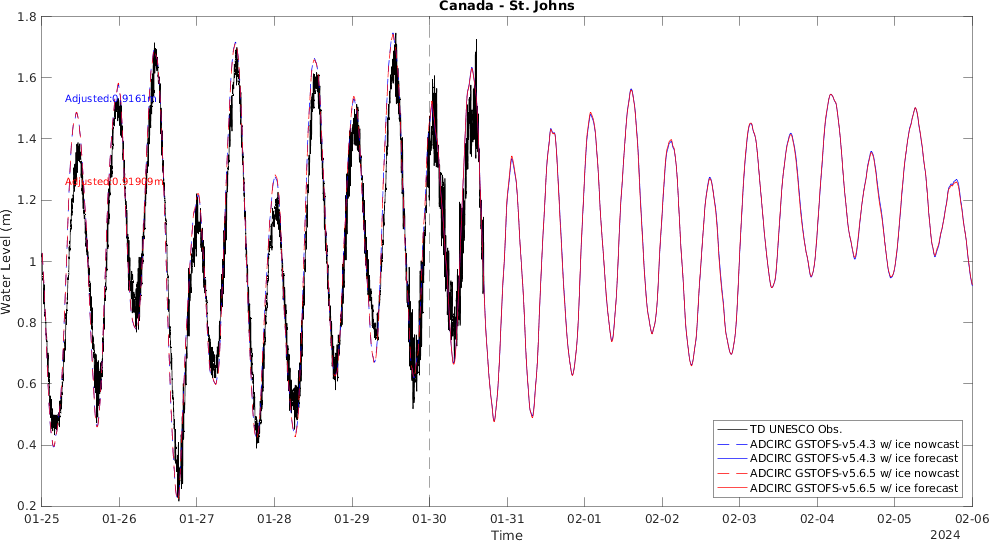 Canada - St. Johns
1.8
1.6
1.4
1.2
1
0.8
0.6
0.4
0.2
Water Level (m)
Adjusted:0.9161m
Adjusted:0.91909m
TD UNESCO Obs.
ADCIRC GSTOFS-v5.4.3 w/ ice nowcast
ADCIRC GSTOFS-v5.4.3 w/ ice forecast
ADCIRC GSTOFS-v5.6.5 w/ ice nowcast
ADCIRC GSTOFS-v5.6.5 w/ ice forecast
01-25 01-26 01-27 01-28 01-29 01-30 01-31 02-01 02-02 02-03 02-04 02-05 02-06
Time
2024